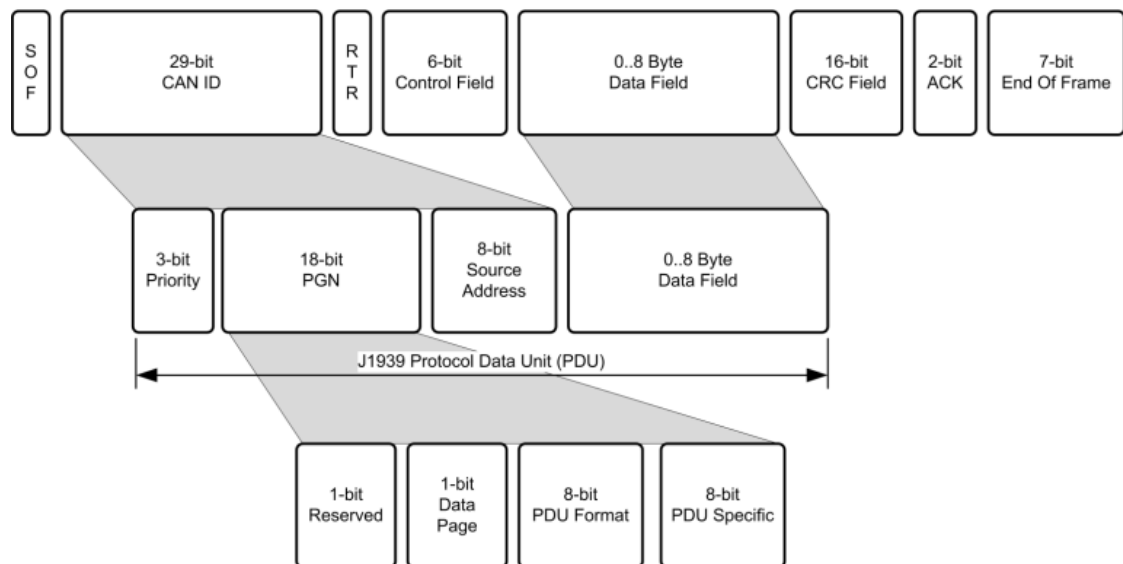 S
O
F
29-bit
CAN ID
R
T
R
6-bit
Control Field
0..8 Byte
Data Field
16-bit
CRC Field
2-bit
ACK
7-bit
End Of Frame
3-bit
Priority
18-bit
PGN
8-bit
Source
Address
0..8 Byte
Data Field
J1939 Protocol Data Unit (PDU)
1-bit
Reserved
1-bit
Data
Page
8-bit
PDU Format
8-bit
PDU Specific